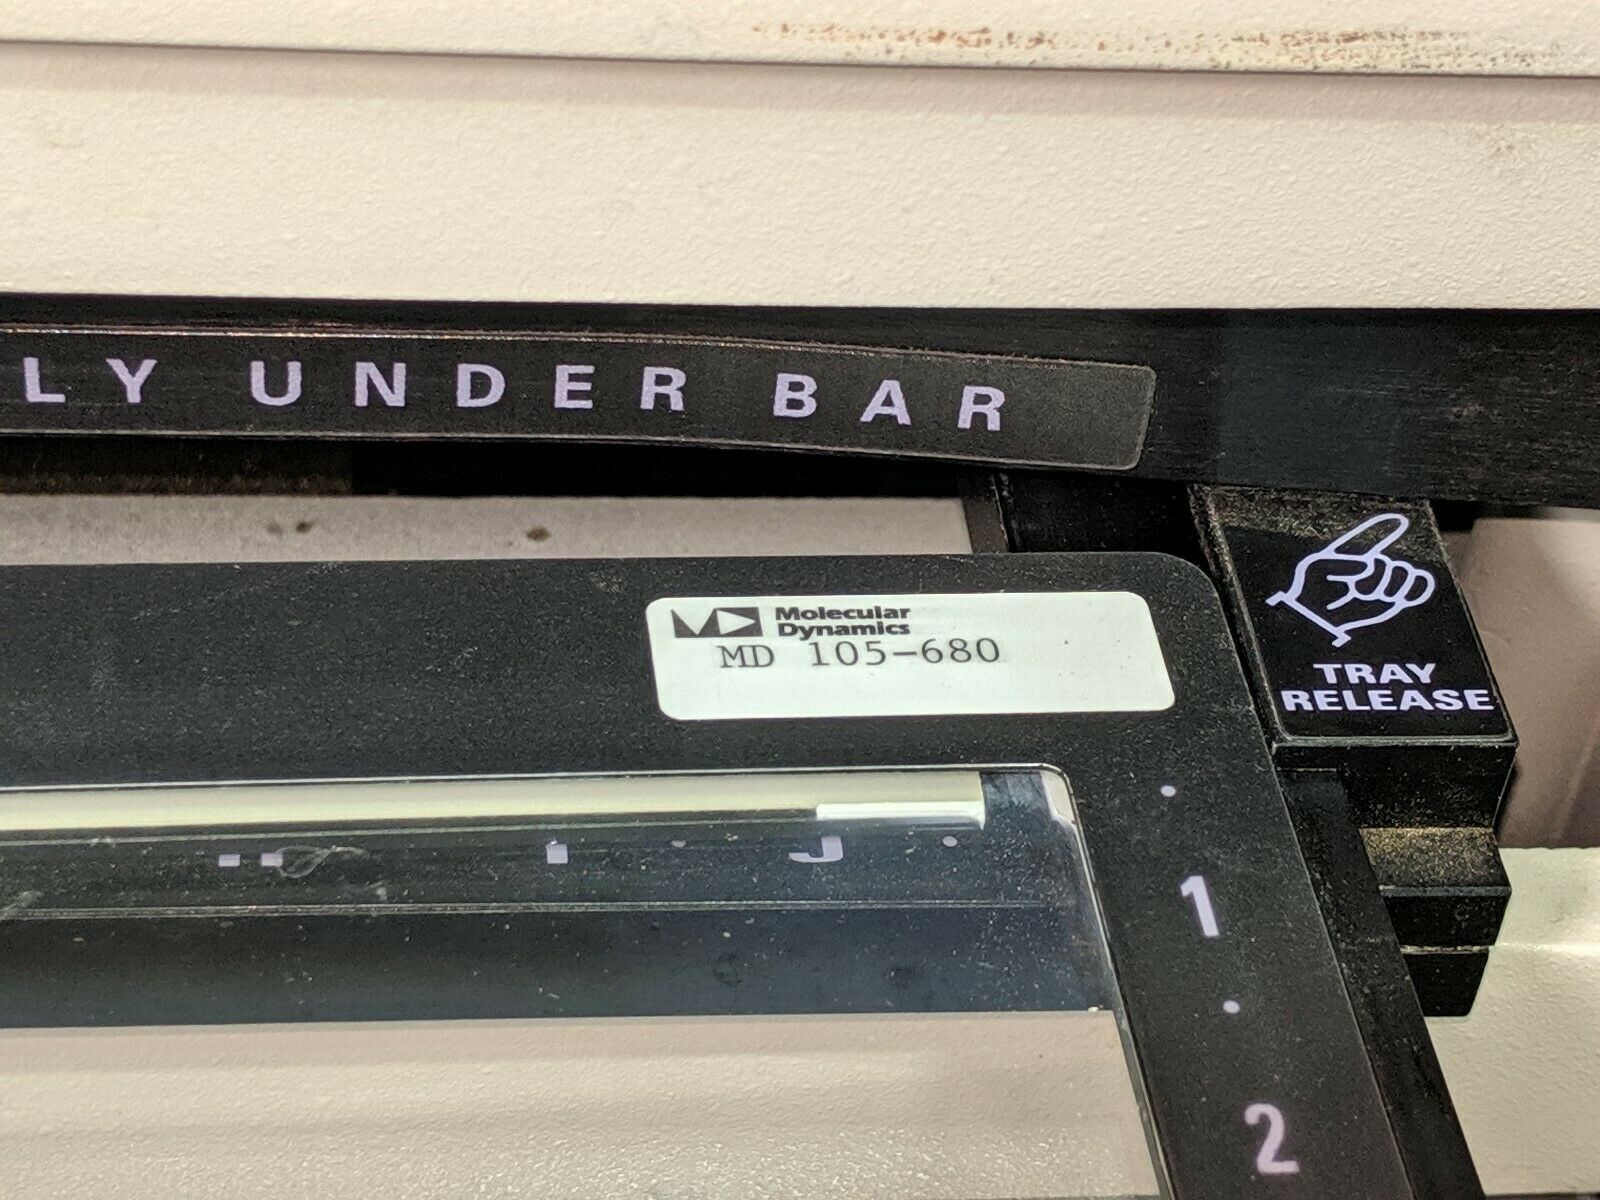 LY UNDER BAR
Molecular
Dynamics
MD 105-680
TRAY
RELEASE
1
2